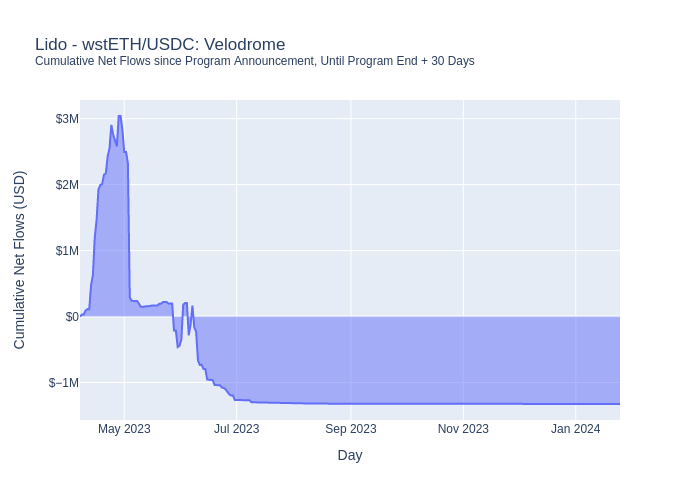 Lido - wstETH/USDC: Velodrome
Cumulative Net Flows since Program Announcement, Until Program End + 30 Days
Cumulative Net Flows (USD)
$3M
$2M
$1M
$0
$−1M
May 2023
Jul 2023
Sep 2023
Nov 2023
Jan 2024
Day